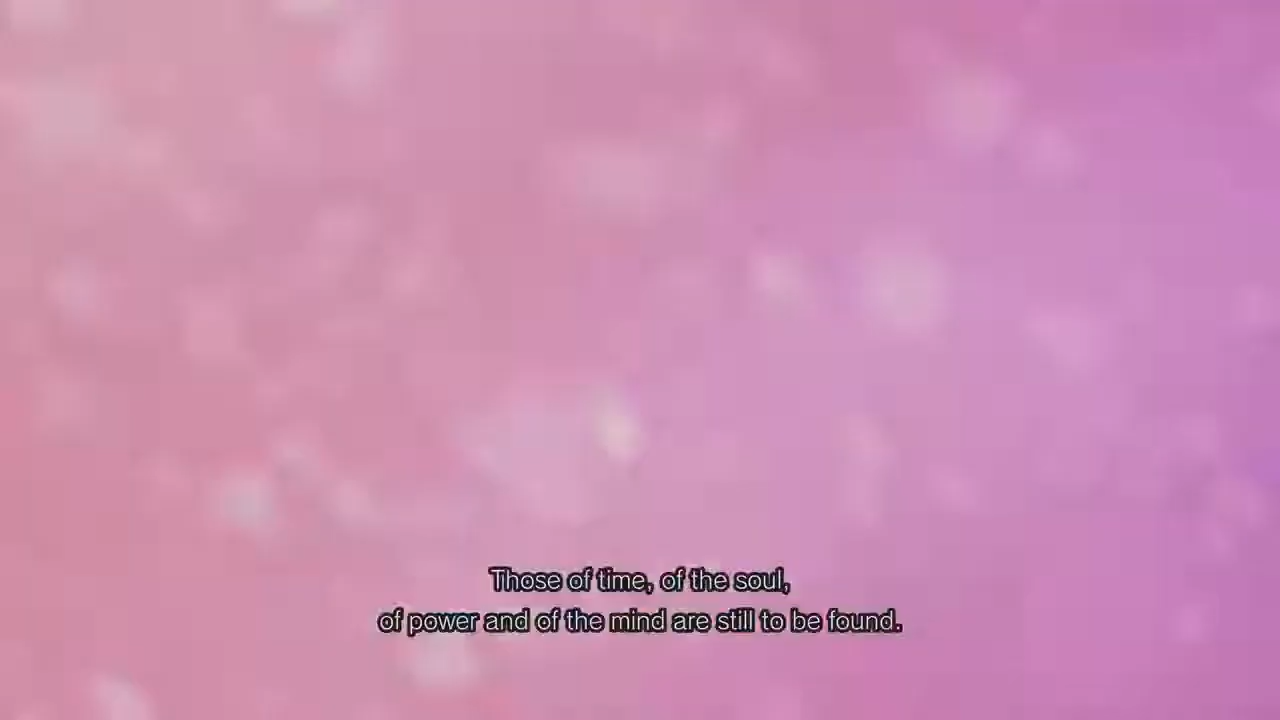 Those of time, of the soul,
of power and of the mind are still to be found.